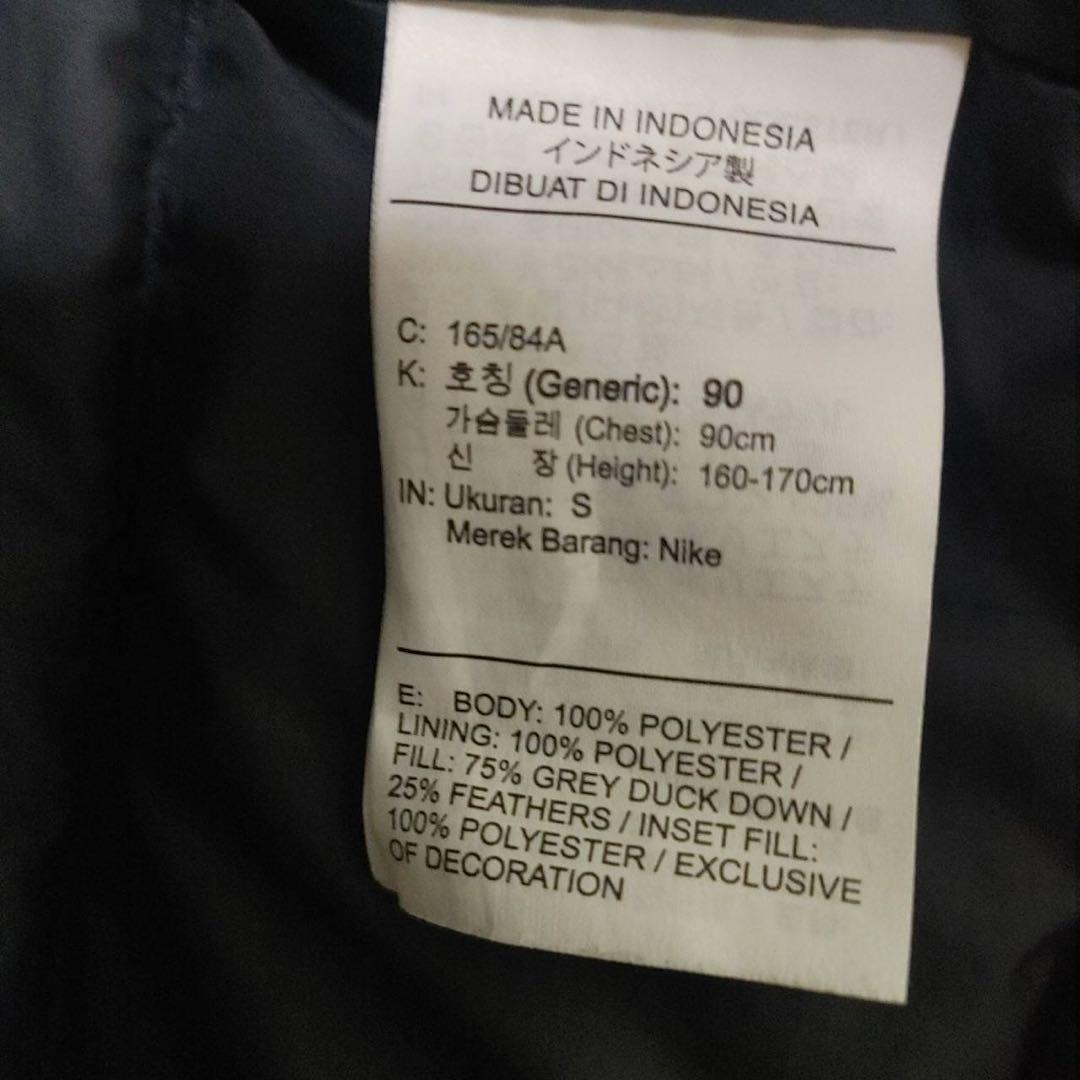 MADE IN INDONESIA
インドネシア製
DIBUAT DI INDONESIA
C: 165/84A
K: 호칭 (Generic): 90
가슴둘레 (Chest): 90cm
신 장 (Height): 160-170cm
IN: Ukuran: S
Merek Barang: Nike
E: BODY: 100% POLYESTER /
LINING: 100% POLYESTER /
FILL: 75% GREY DUCK DOWN /
25% FEATHERS / INSET FILL:
100% POLYESTER / EXCLUSIVE
OF DECORATION